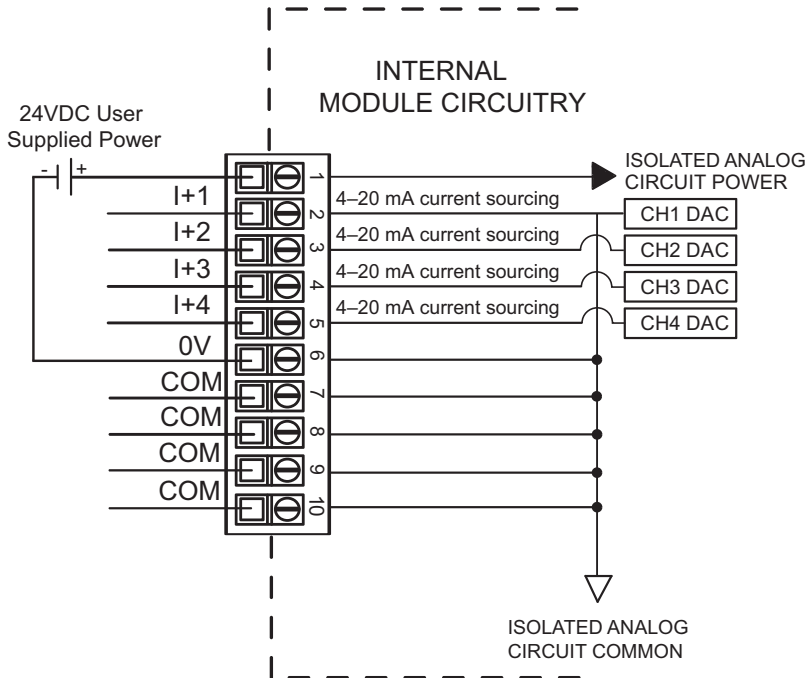 INTERNAL
MODULE CIRCUITRY
24VDC User
Supplied Power
- +
1
ISOLATED ANALOG
CIRCUIT POWER
I+1
2
4–20 mA current sourcing
CH1 DAC
I+2
3
4–20 mA current sourcing
CH2 DAC
I+3
4
4–20 mA current sourcing
CH3 DAC
I+4
5
4–20 mA current sourcing
CH4 DAC
0V
6
COM
7
COM
8
COM
9
COM
10
ISOLATED ANALOG
CIRCUIT COMMON